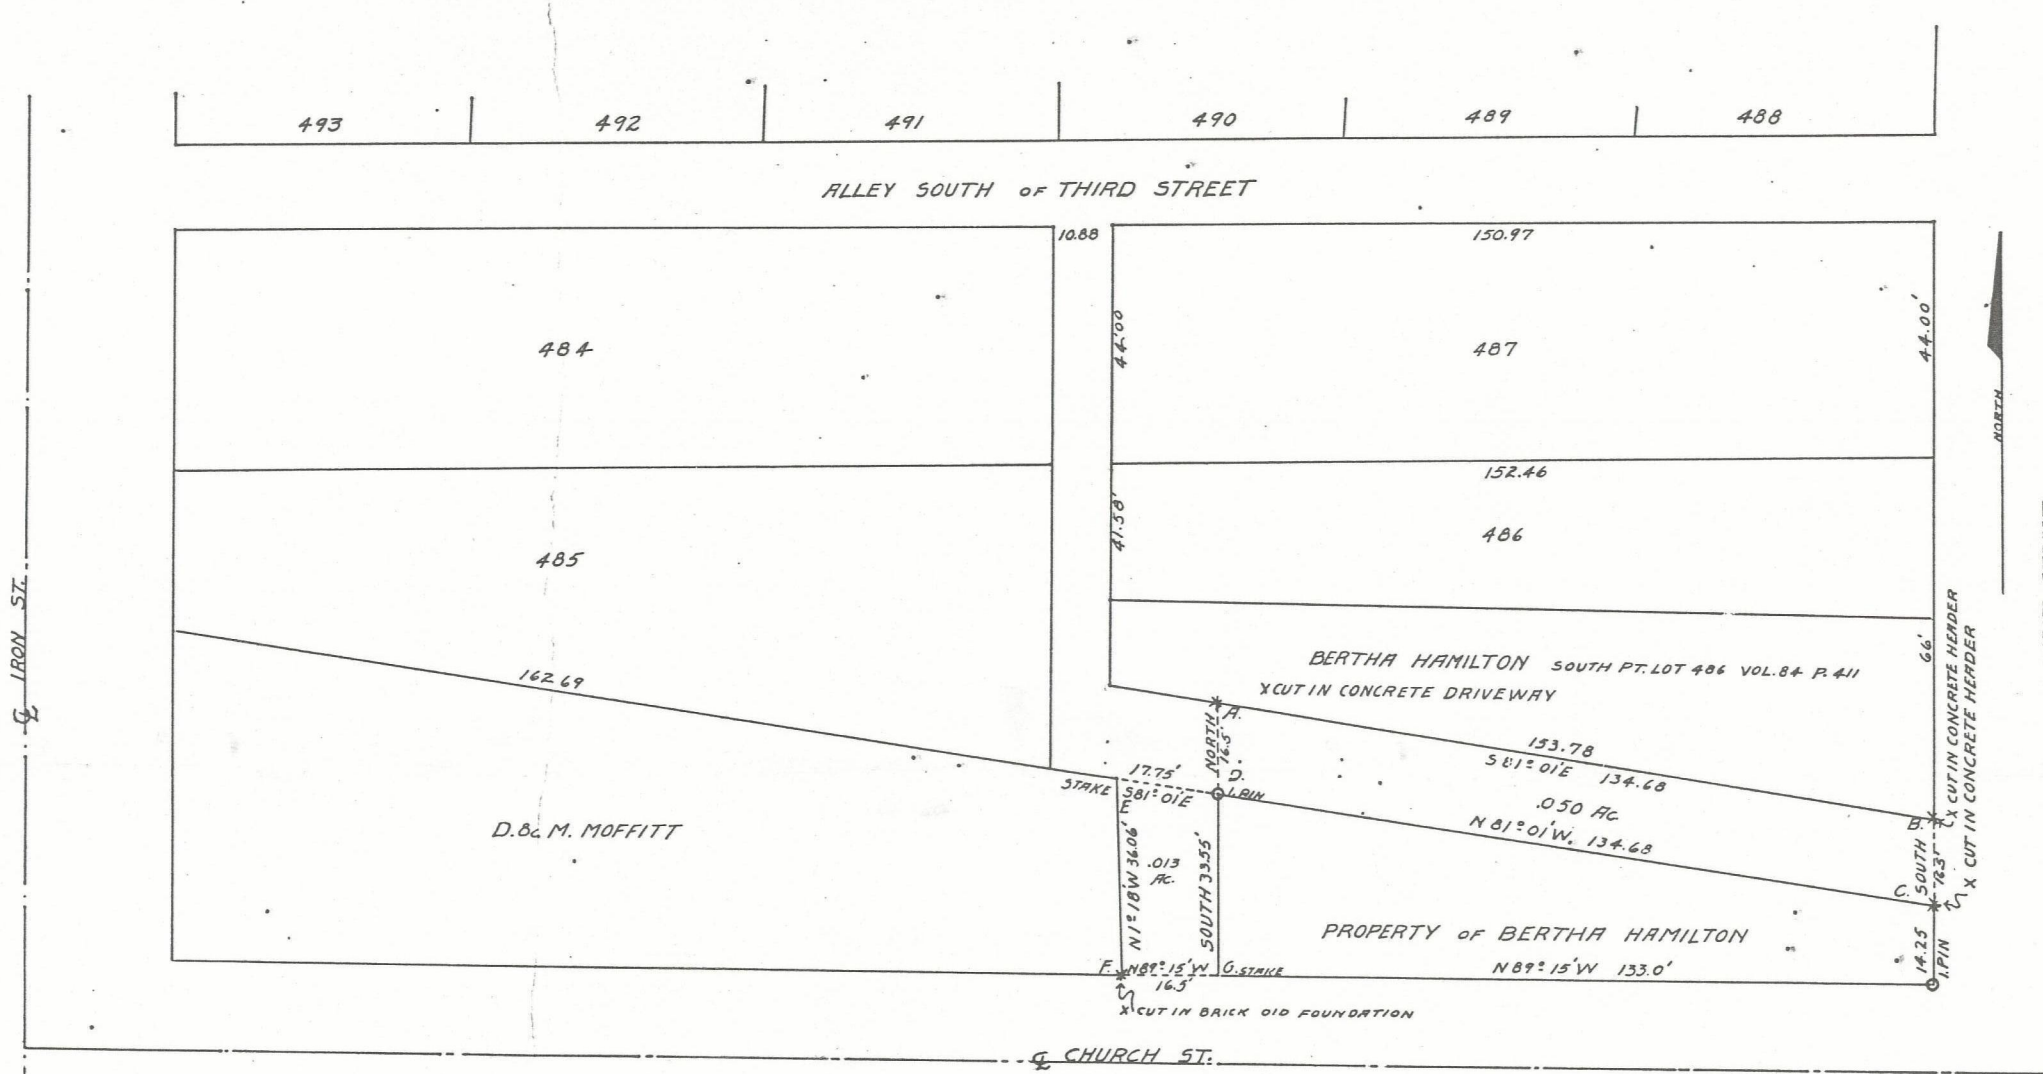 493 492 491 490 489 488
ALLEY SOUTH OF THIRD STREET
10.88 150.97
44.00 44.00'
484 487
NORTH
152.46
41.58'
486
485
IRON ST.
66'
BERTHA HAMILTON SOUTH PT. LOT 486 VOL. 84 P. 411
X CUT IN CONCRETE DRIVEWAY
162.69
A.
NORTH 16.5'
153.78
S 81° 01' E 134.68
X CUT IN CONCRETE HEADER
X CUT IN CONCRETE HEADER
17.75'
D.
STAKE S 81° 01' E I.PIN
E
.050 AC
N 81° 01' W. 134.68
B.
D. & M. MOFFITT
N 1° 18' W 36.06'
.013
AC.
SOUTH 33.55'
C.
SOUTH
PROPERTY OF BERTHA HAMILTON
14.25
I.PIN
F. N 89° 15' W G. STAKE N 89° 15' W 133.0'
16.5'
X CUT IN BRICK OID FOUNDATION
CHURCH ST.